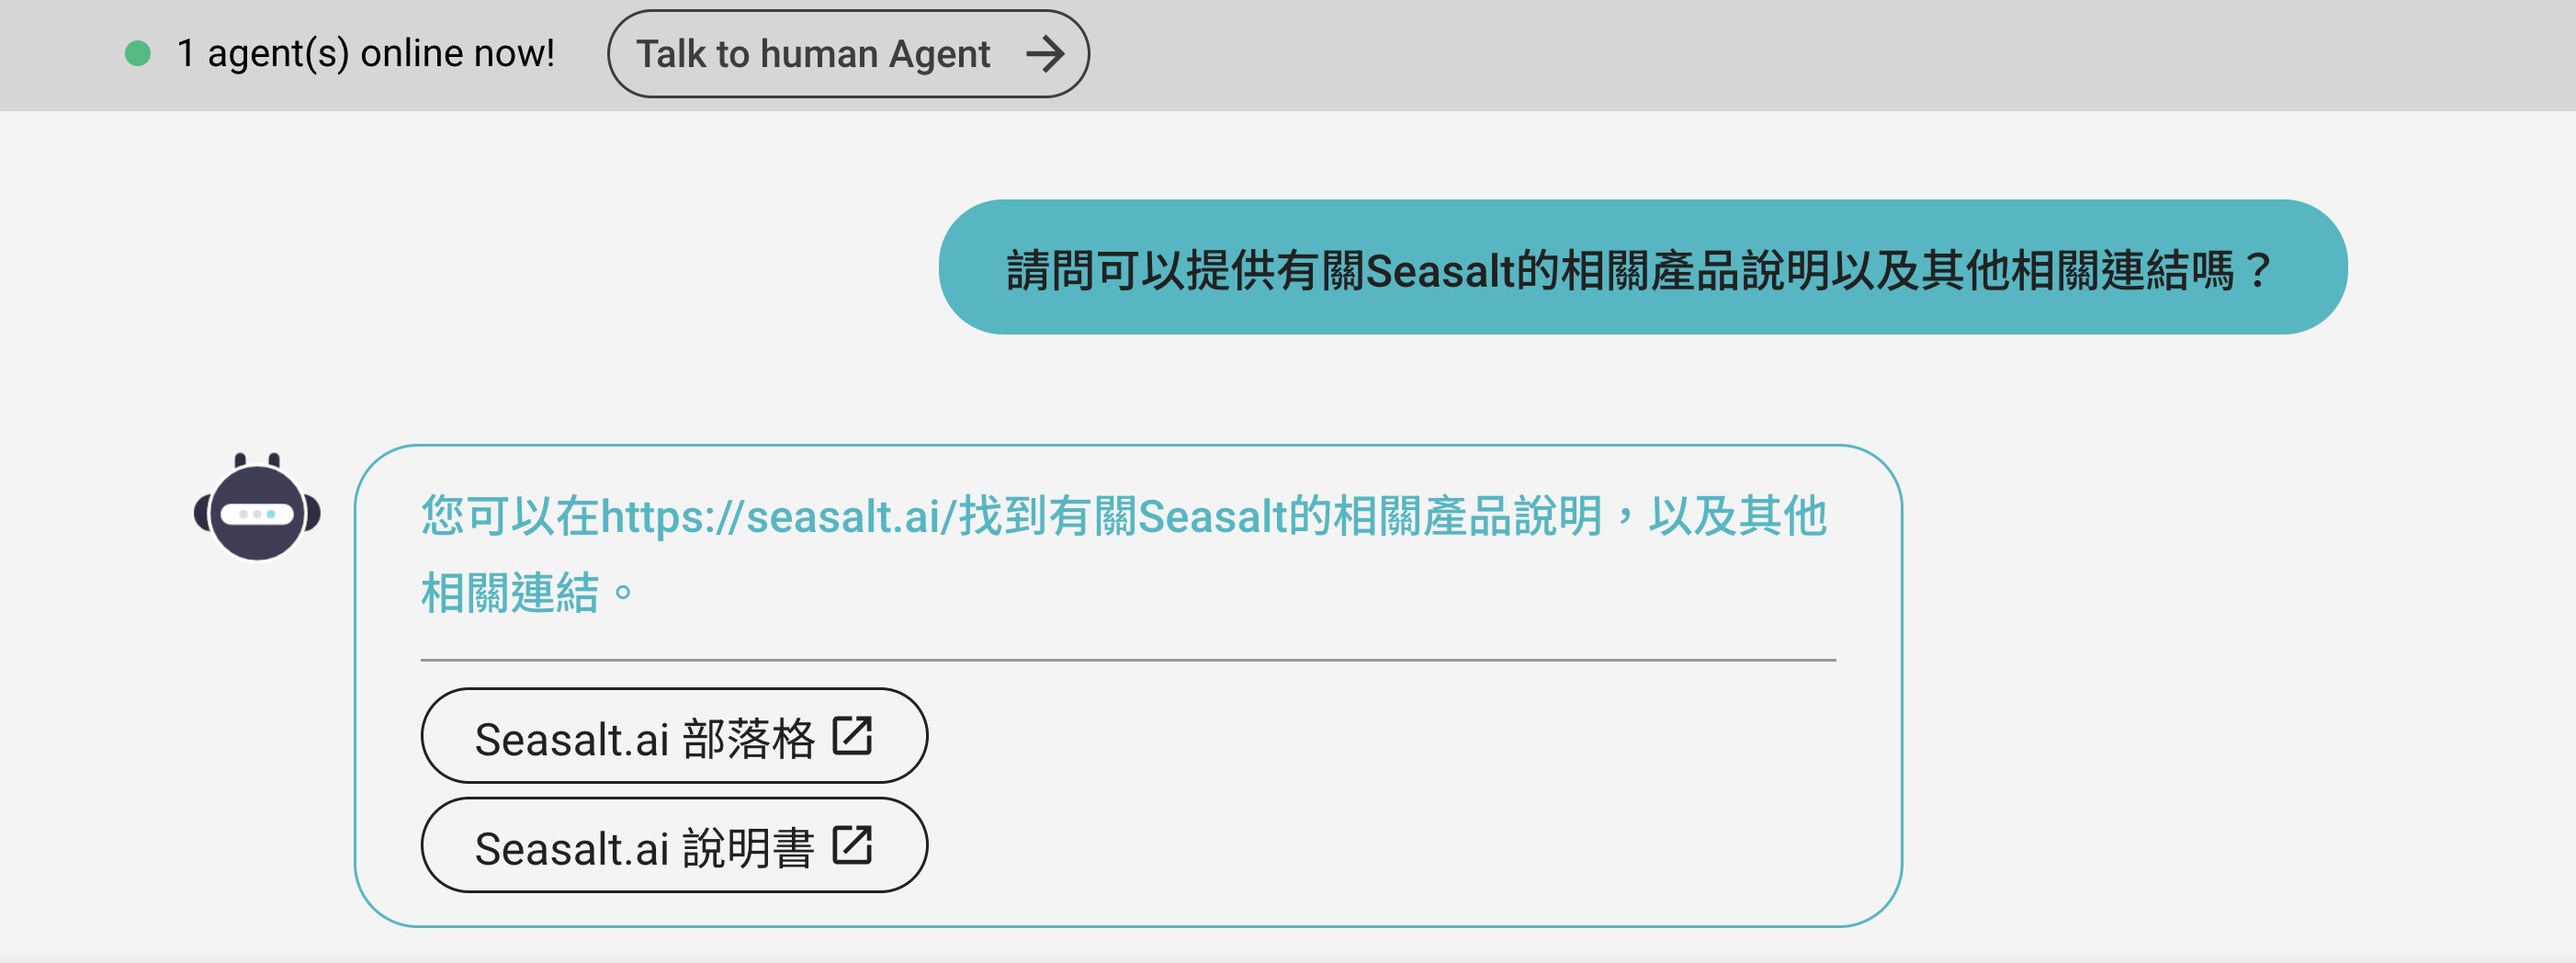 1 agent(s) online now!
Talk to human Agent
請問可以提供有關Seasalt的相關產品說明以及其他相關連結嗎？
您可以在https://seasalt.ai/找到有關Seasalt的相關產品說明，以及其他
相關連結。
Seasalt.ai 部落格
Seasalt.ai 說明書